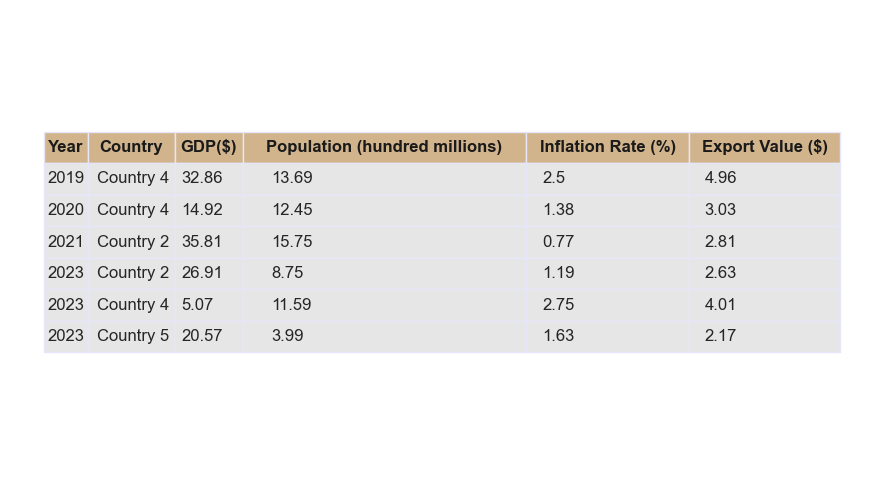 Year Country GDP($) Population (hundred millions) Inflation Rate (%) Export Value ($)
2019 Country 4 32.86 13.69 2.5 4.96
2020 Country 4 14.92 12.45 1.38 3.03
2021 Country 2 35.81 15.75 0.77 2.81
2023 Country 2 26.91 8.75 1.19 2.63
2023 Country 4 5.07 11.59 2.75 4.01
2023 Country 5 20.57 3.99 1.63 2.17